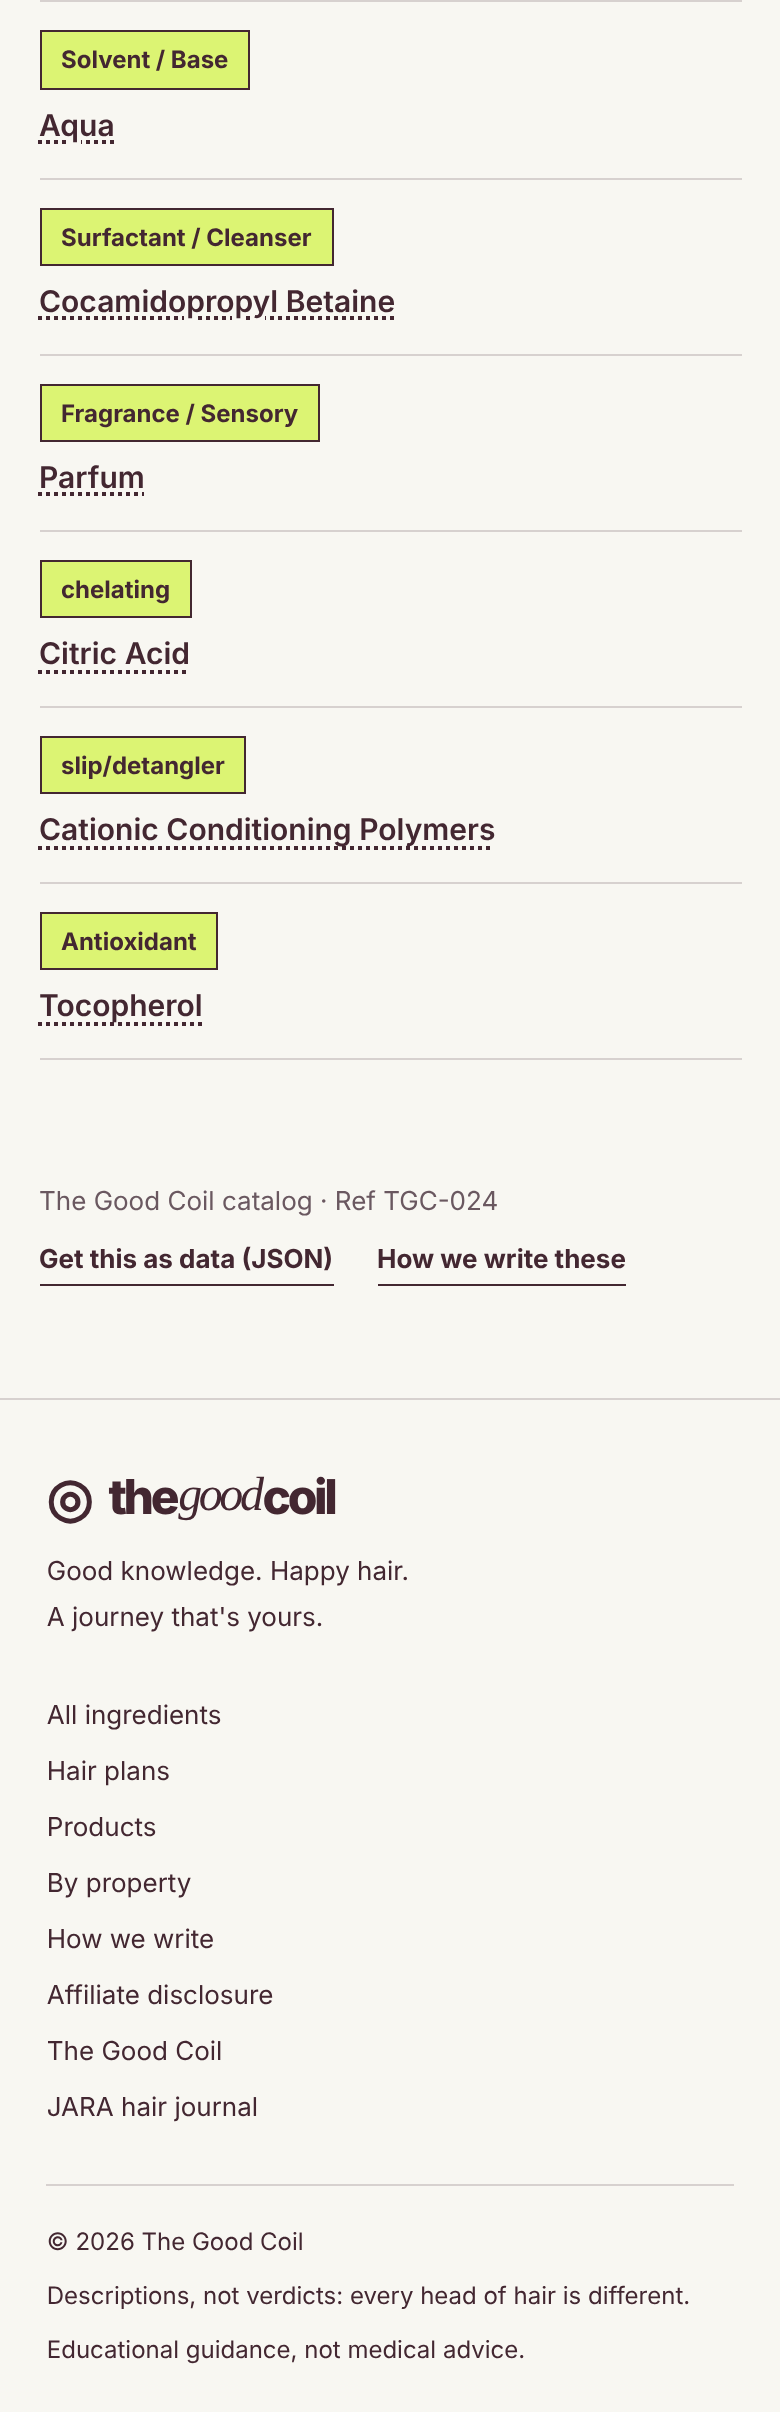 Solvent / Base
Aqua
Surfactant / Cleanser
Cocamidopropyl Betaine
Fragrance / Sensory
Parfum
chelating
Citric Acid
slip/detangler
Cationic Conditioning Polymers
Antioxidant
Tocopherol
The Good Coil catalog · Ref TGC-024
Get this as data (JSON) How we write these
thegoodcoil
Good knowledge. Happy hair.
A journey that's yours.
All ingredients
Hair plans
Products
By property
How we write
Affiliate disclosure
The Good Coil
JARA hair journal
© 2026 The Good Coil
Descriptions, not verdicts: every head of hair is different.
Educational guidance, not medical advice.